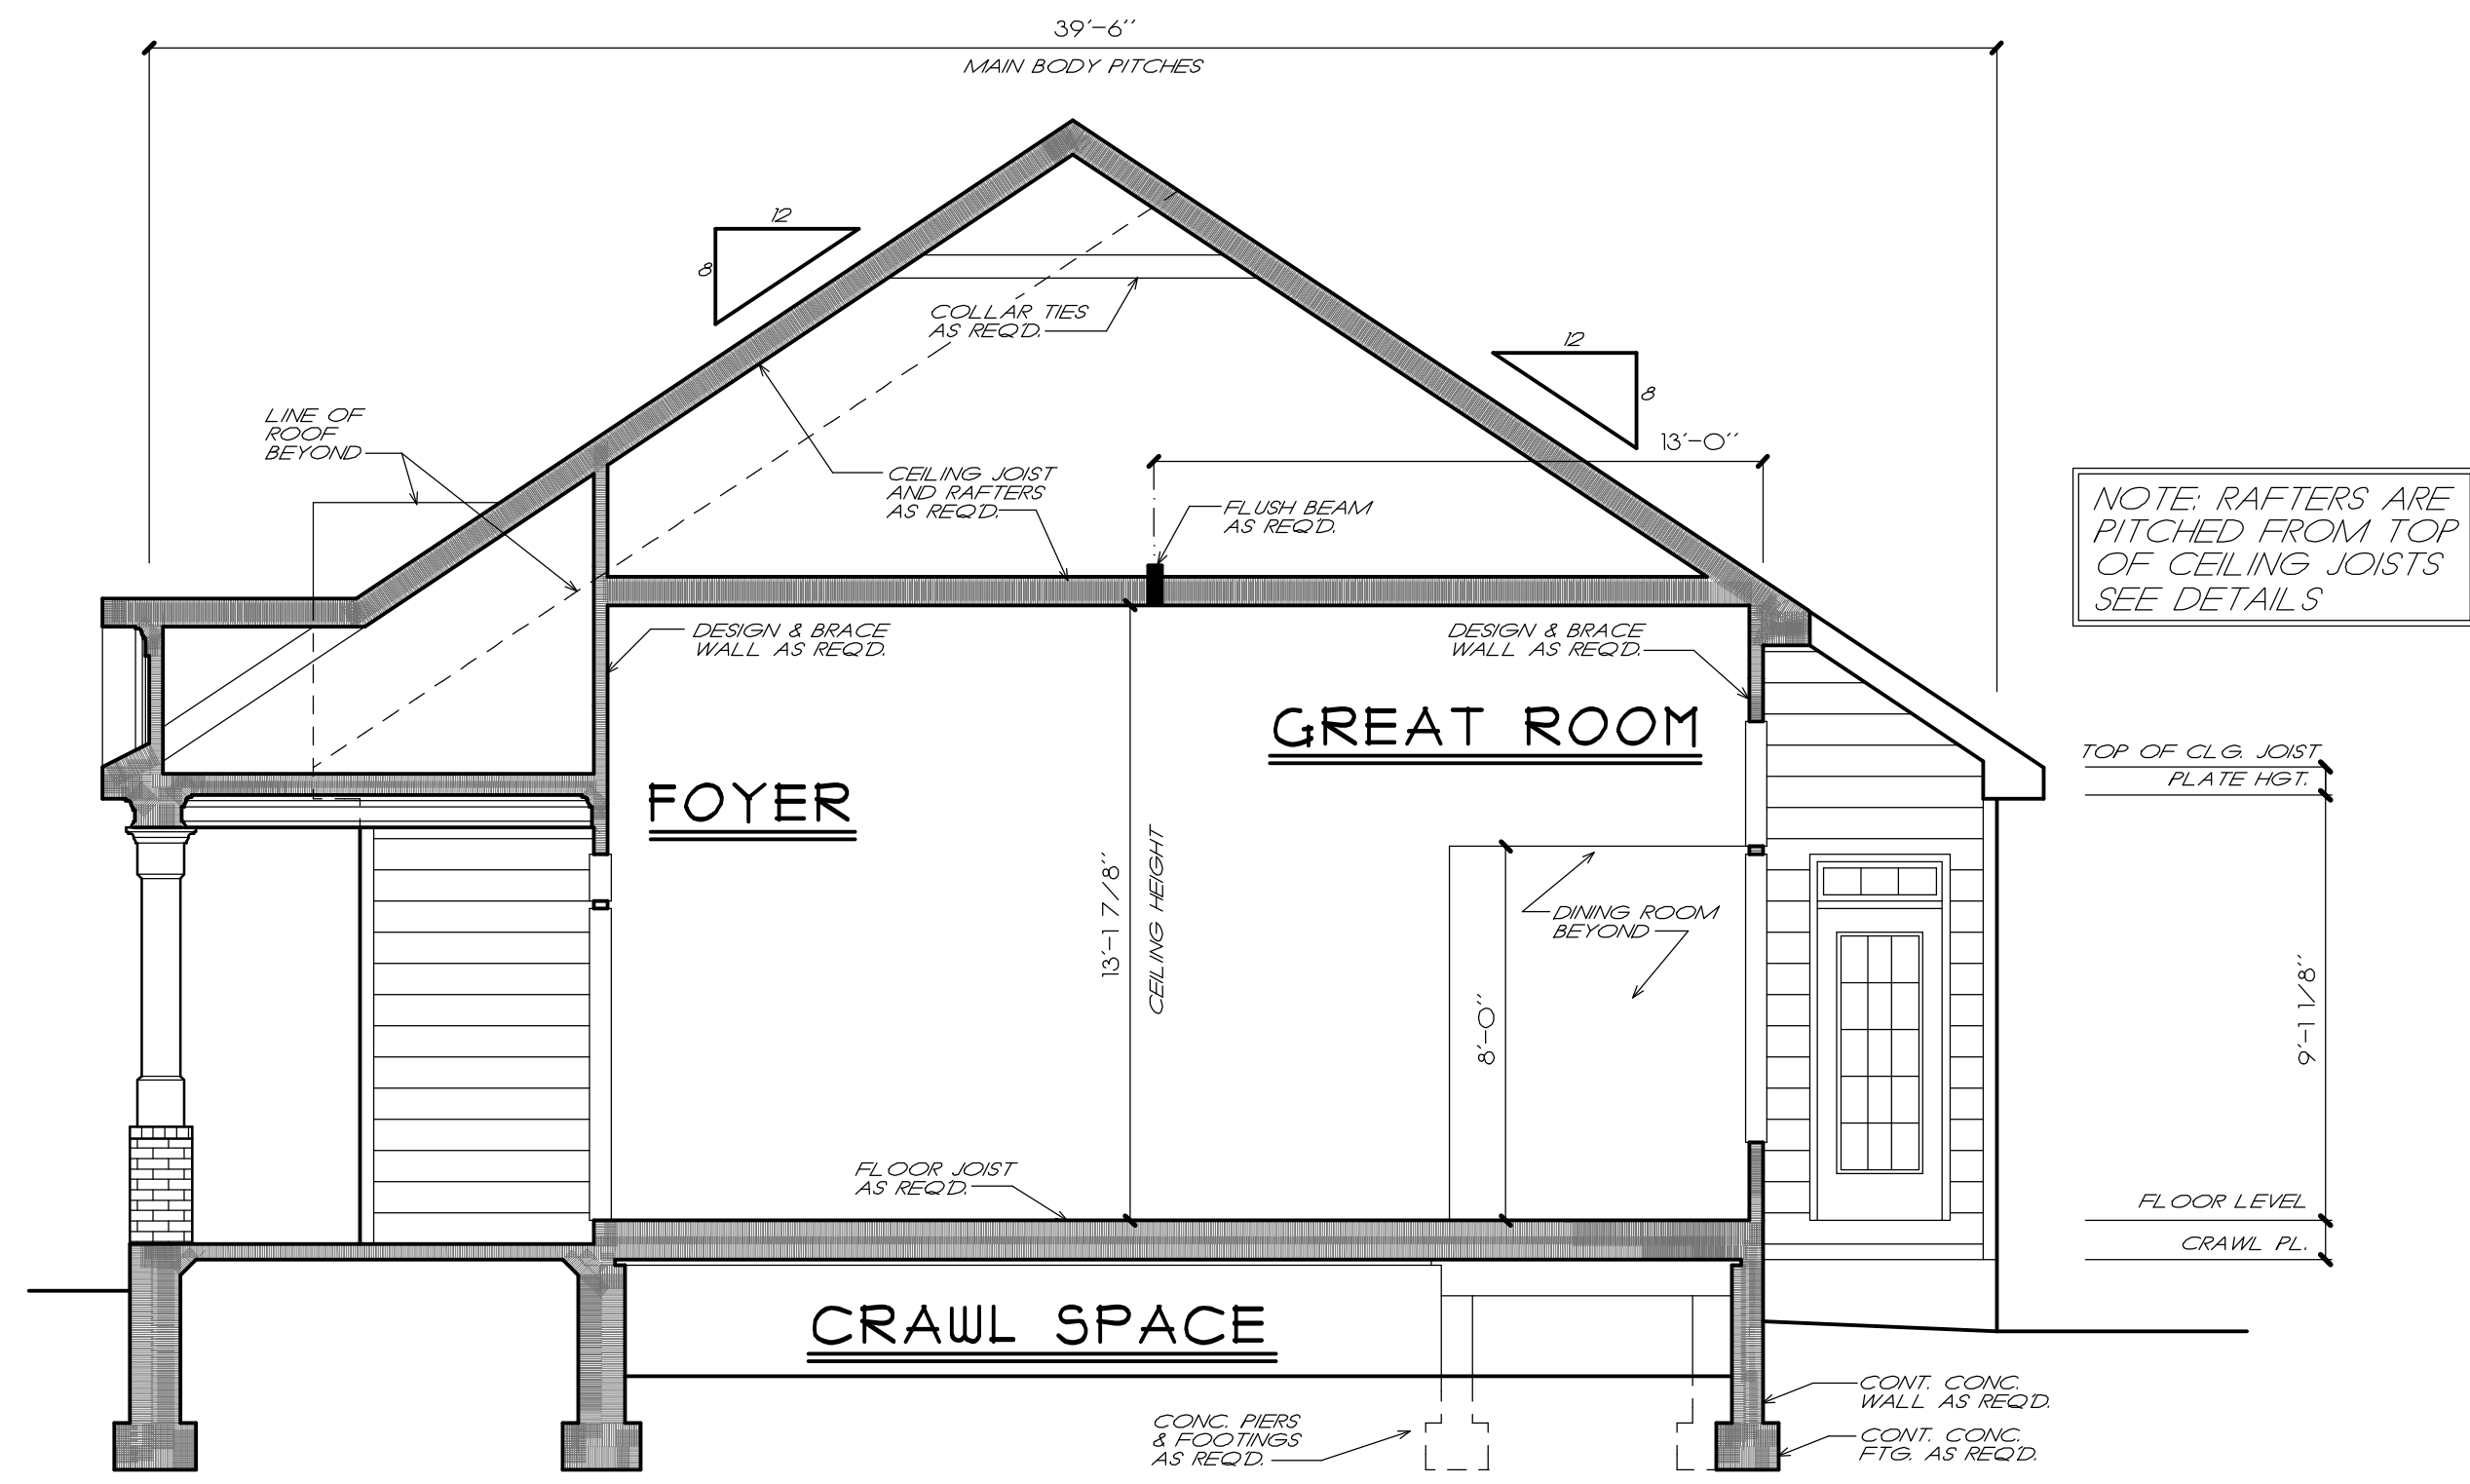 39'-6"
MAIN BODY PITCHES
12
8
COLLAR TIES
AS REQ'D.
12
8
13'-0"
LINE OF
ROOF
BEYOND
CEILING JOIST
AND RAFTERS
AS REQ'D.
FLUSH BEAM
AS REQ'D.
NOTE: RAFTERS ARE
PITCHED FROM TOP
OF CEILING JOISTS
SEE DETAILS
DESIGN & BRACE
WALL AS REQ'D.
DESIGN & BRACE
WALL AS REQ'D.
GREAT ROOM
FOYER
TOP OF CLG. JOIST
PLATE HGT.
13'-1 7/8"
CEILING HEIGHT
DINING ROOM
BEYOND
8'-0"
9'-1 1/8"
FLOOR JOIST
AS REQ'D.
FLOOR LEVEL
CRAWL PL.
CRAWL SPACE
CONT. CONC.
WALL AS REQ'D.
CONC. PIERS
& FOOTINGS
AS REQ'D.
CONT. CONC.
FTG. AS REQ'D.